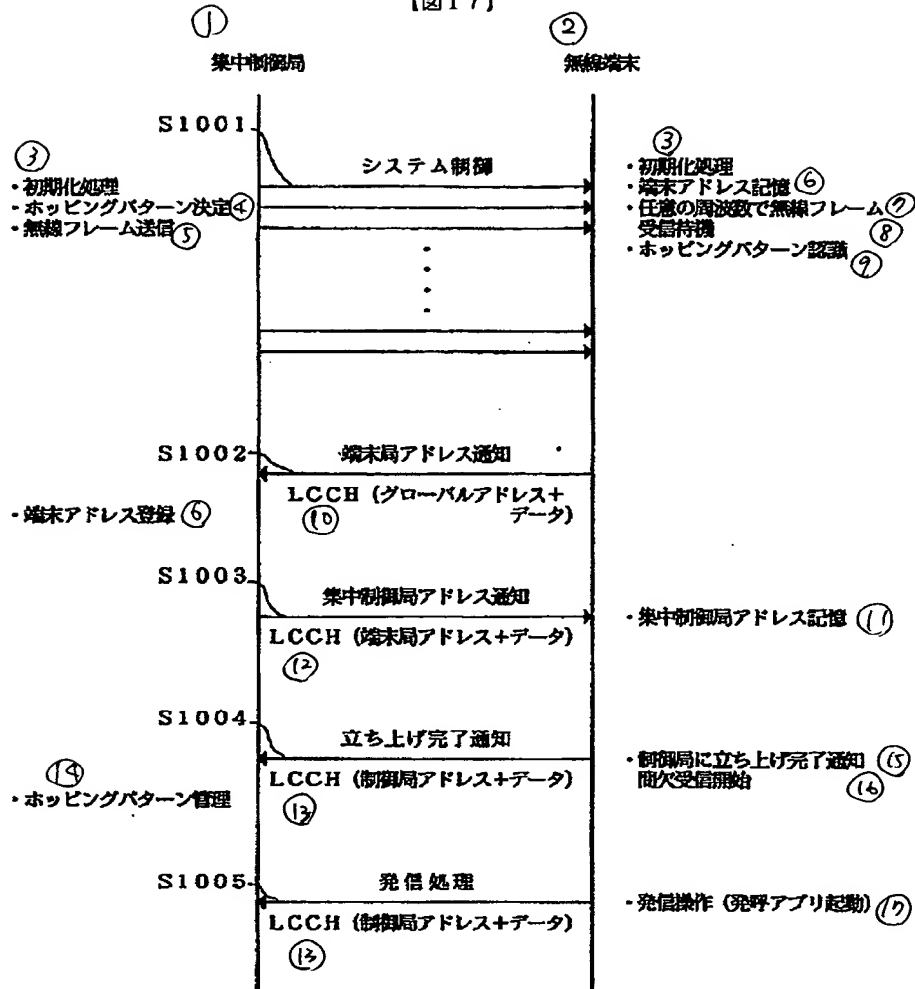 【図17】
① ②
集中制御局 無線端末
S1001
③
・初期化処理
・ホッピングパターン決定④
・無線フレーム送信⑤
システム制御
③
・初期化処理
・端末アドレス記憶⑥
・任意の周波数で無線フレーム⑦
受信待機⑧
・ホッピングパターン認識⑨
S1002
端末局アドレス通知
LCCH(グローバルアドレス+
データ)
⑩
・端末アドレス登録⑥
S1003
集中制御局アドレス通知
LCCH(端末局アドレス+データ)
⑫
・集中制御局アドレス記憶⑪
S1004
立ち上げ完了通知
LCCH(制御局アドレス+データ)
⑬
⑭
・ホッピングパターン管理
・制御局に立ち上げ完了通知⑮
間欠受信開始⑯
S1005
発信処理
LCCH(制御局アドレス+データ)
⑬
・発信操作(発呼アプリ起動)⑰